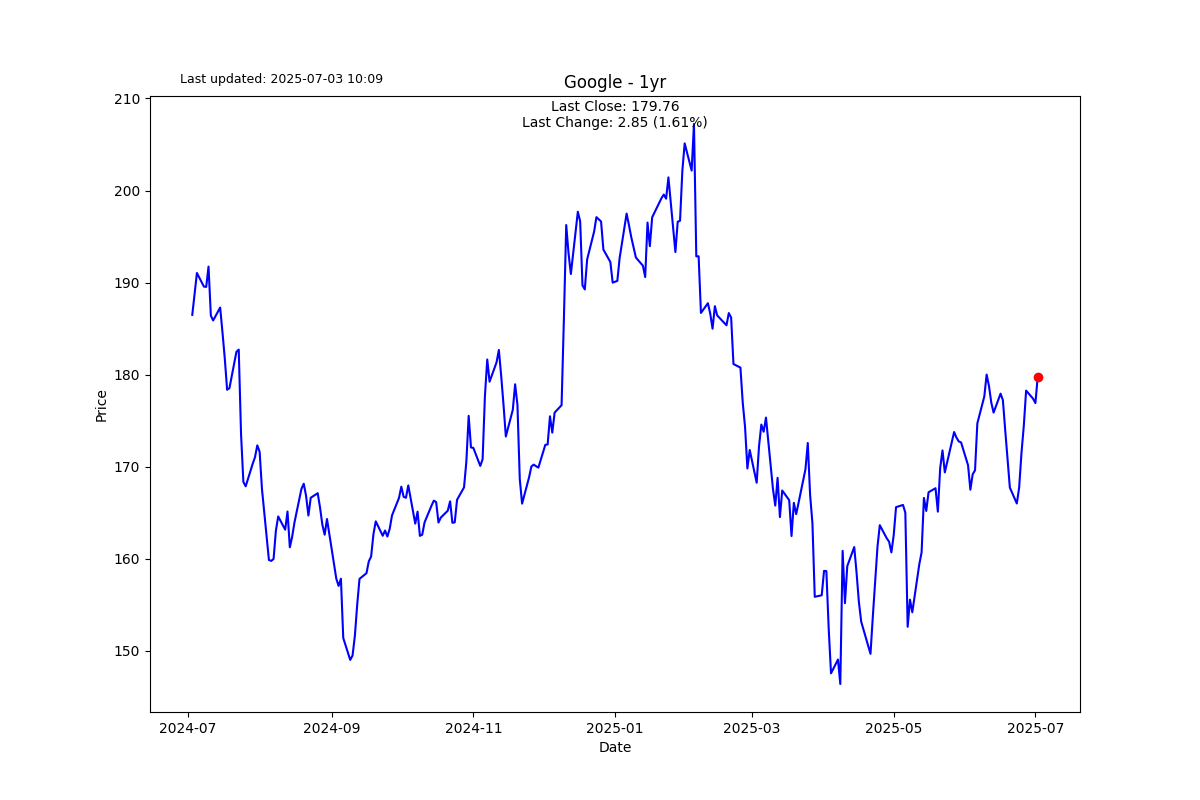 Last updated: 2025-07-03 10:09
Google - 1yr
Last Close: 179.76
Last Change: 2.85 (1.61%)
210
200
190
180
170
160
150
Price
2024-07
2024-09
2024-11
2025-01
2025-03
2025-05
2025-07
Date